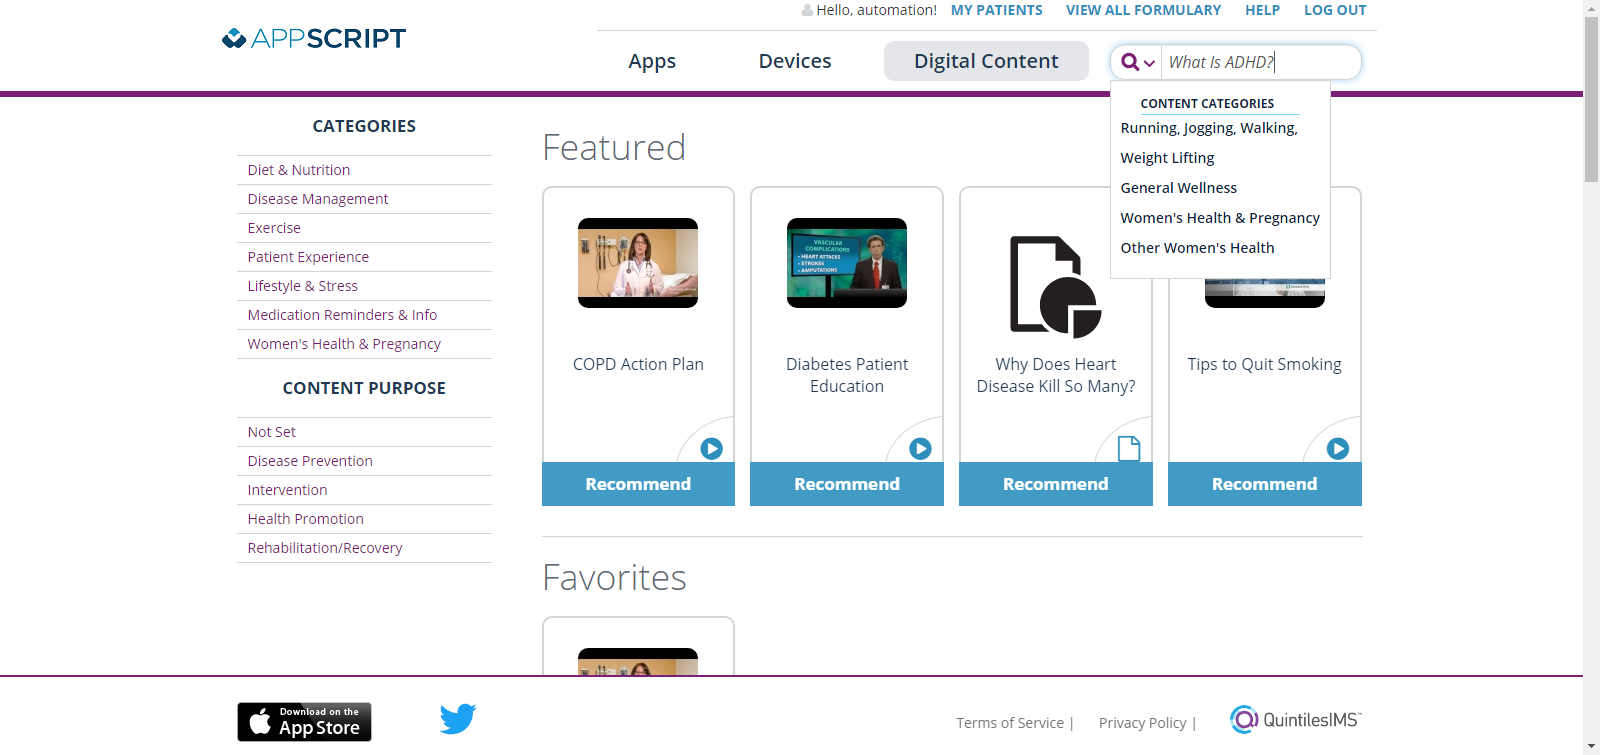 Hello, automation! MY PATIENTS VIEW ALL FORMULARY HELP LOG OUT
APPSCRIPT
Apps Devices Digital Content What Is ADHD?
CONTENT CATEGORIES
Running, Jogging, Walking,
Weight Lifting
General Wellness
Women's Health & Pregnancy
Other Women's Health
CATEGORIES
Diet & Nutrition
Disease Management
Exercise
Patient Experience
Lifestyle & Stress
Medication Reminders & Info
Women's Health & Pregnancy
CONTENT PURPOSE
Not Set
Disease Prevention
Intervention
Health Promotion
Rehabilitation/Recovery
Featured
VASCULAR
COMPLICATIONS
• HEART ATTACKS
• STROKES
• AMPUTATIONS
COPD Action Plan
Diabetes Patient
Education
Why Does Heart
Disease Kill So Many?
Tips to Quit Smoking
Recommend Recommend Recommend Recommend
Favorites
Download on the
App Store
Terms of Service | Privacy Policy |
QuintilesIMS™